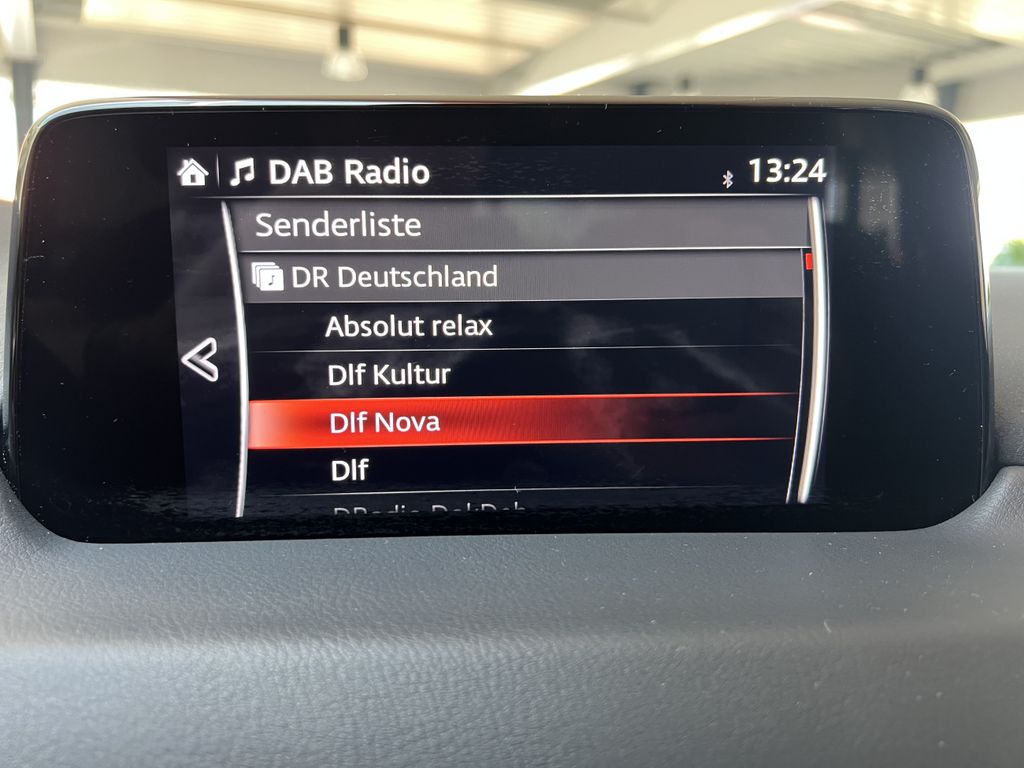 DAB Radio
13:24
Senderliste
DR Deutschland
Absolut relax
Dlf Kultur
Dlf Nova
Dlf